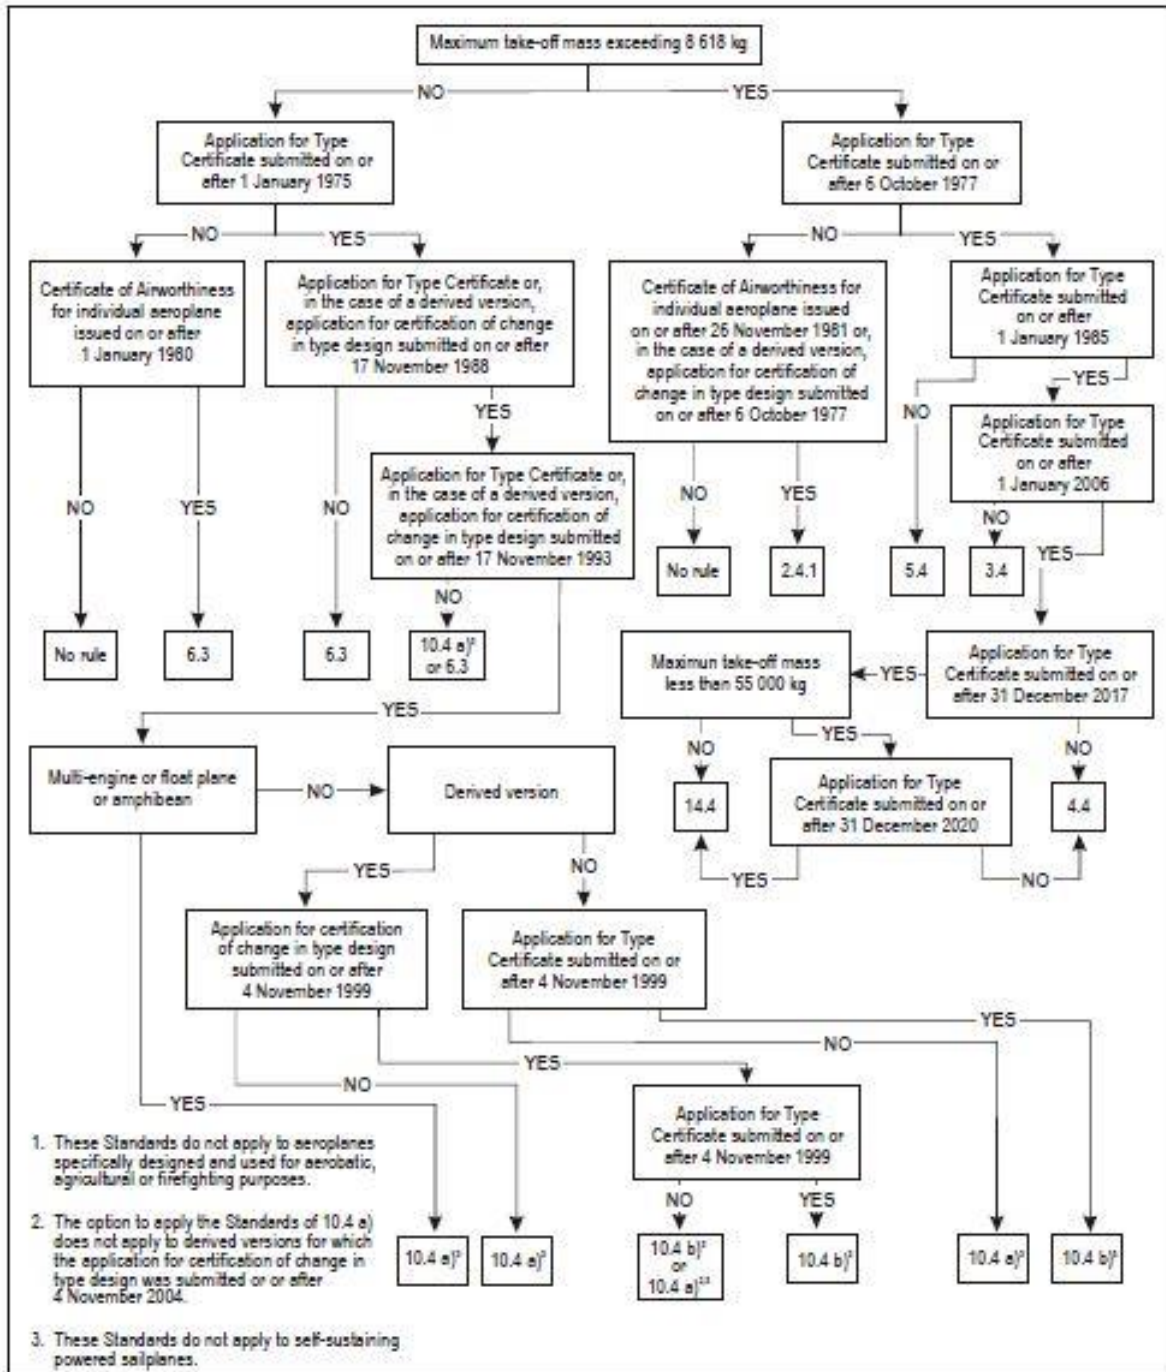 Maximum take-off mass exceeding 8 618 kg
NO
YES
Application for Type
Certificate submitted on or
after 1 January 1975
Application for Type
Certificate submitted on or
after 6 October 1977
NO
YES
NO
YES
Certificate of Airworthiness
for individual aeroplane
issued on or after
1 January 1980
Application for Type Certificate or,
in the case of a derived version,
application for certification of change
in type design submitted on or after
17 November 1988
Certificate of Airworthiness for
individual aeroplane issued
on or after 26 November 1981 or,
in the case of a derived version,
application for certification of
change in type design submitted
on or after 6 October 1977
Application for Type
Certificate submitted
on or after
1 January 1985
YES
NO
YES
Application for Type
Certificate submitted
on or after
1 January 2006
Application for Type Certificate or,
in the case of a derived version,
application for certification of
change in type design submitted
on or after 17 November 1993
NO
YES
NO
NO
YES
NO
YES
NO
No rule
2.4.1
5.4
3.4
No rule
6.3
6.3
10.4 a)²
or 6.3
Maximun take-off mass
less than 55 000 kg
YES
Application for Type
Certificate submitted on or
after 31 December 2017
YES
NO
YES
NO
Multi-engine or float plane
or amphibean
NO
Derived version
14.4
Application for Type
Certificate submitted on or
after 31 December 2020
4.4
YES
NO
YES
NO
Application for certification
of change in type design
submitted on or after
4 November 1999
Application for Type
Certificate submitted on or
after 4 November 1999
YES
NO
YES
NO
YES
Application for Type
Certificate submitted on or
after 4 November 1999
NO
YES
10.4 a)
10.4 a)
10.4 b)
or
10.4 a)
10.4 b)
10.4 a)
10.4 b)
1. These Standards do not apply to aeroplanes
specifically designed and used for aerobatic,
agricultural or firefighting purposes.
2. The option to apply the Standards of 10.4 a)
does not apply to derived versions for which
the application for certification of change in
type design was submitted or or after
4 November 2004.
3. These Standards do not apply to self-sustaining
powered sailplanes.